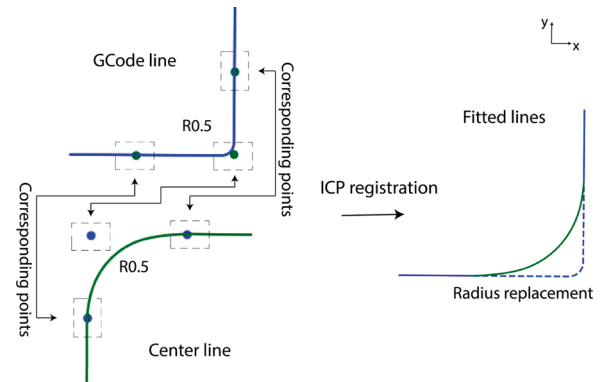 GCode line
R0.5
Corresponding points
Corresponding points
R0.5
Center line
ICP registration
y
x
Fitted lines
Radius replacement